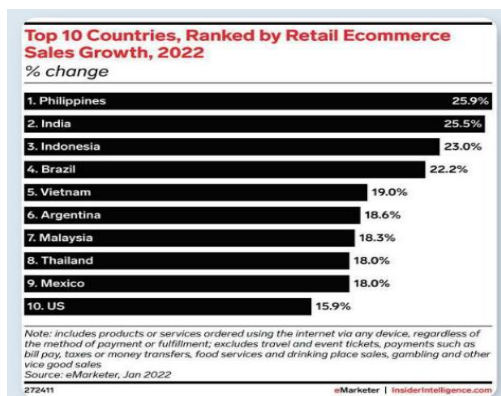 Top 10 Countries, Ranked by Retail Ecommerce
Sales Growth, 2022
% change
1. Philippines 25.9%
2. India 25.5%
3. Indonesia 23.0%
4. Brazil 22.2%
5. Vietnam 19.0%
6. Argentina 18.6%
7. Malaysia 18.3%
8. Thailand 18.0%
9. Mexico 18.0%
10. US 15.9%
Note: includes products or services ordered using the internet via any device, regardless of
the method of payment or fulfillment; excludes travel and event tickets, payments such as
bill pay, taxes or money transfers, food services and drinking place sales, gambling and other
vice good sales
Source: eMarketer, Jan 2022
272411 eMarketer | InsiderIntelligence.com